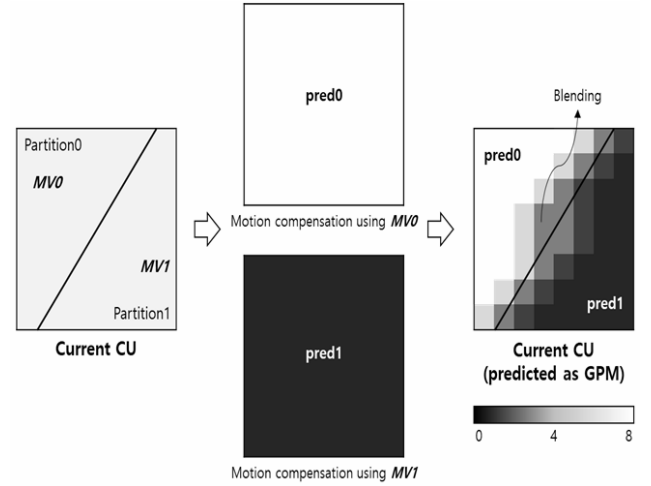 Partition0
MV0
MV1
Partition1
Current CU
pred0
Motion compensation using MV0
pred1
Motion compensation using MV1
Blending
pred0
pred1
Current CU
(predicted as GPM)
0 4 8